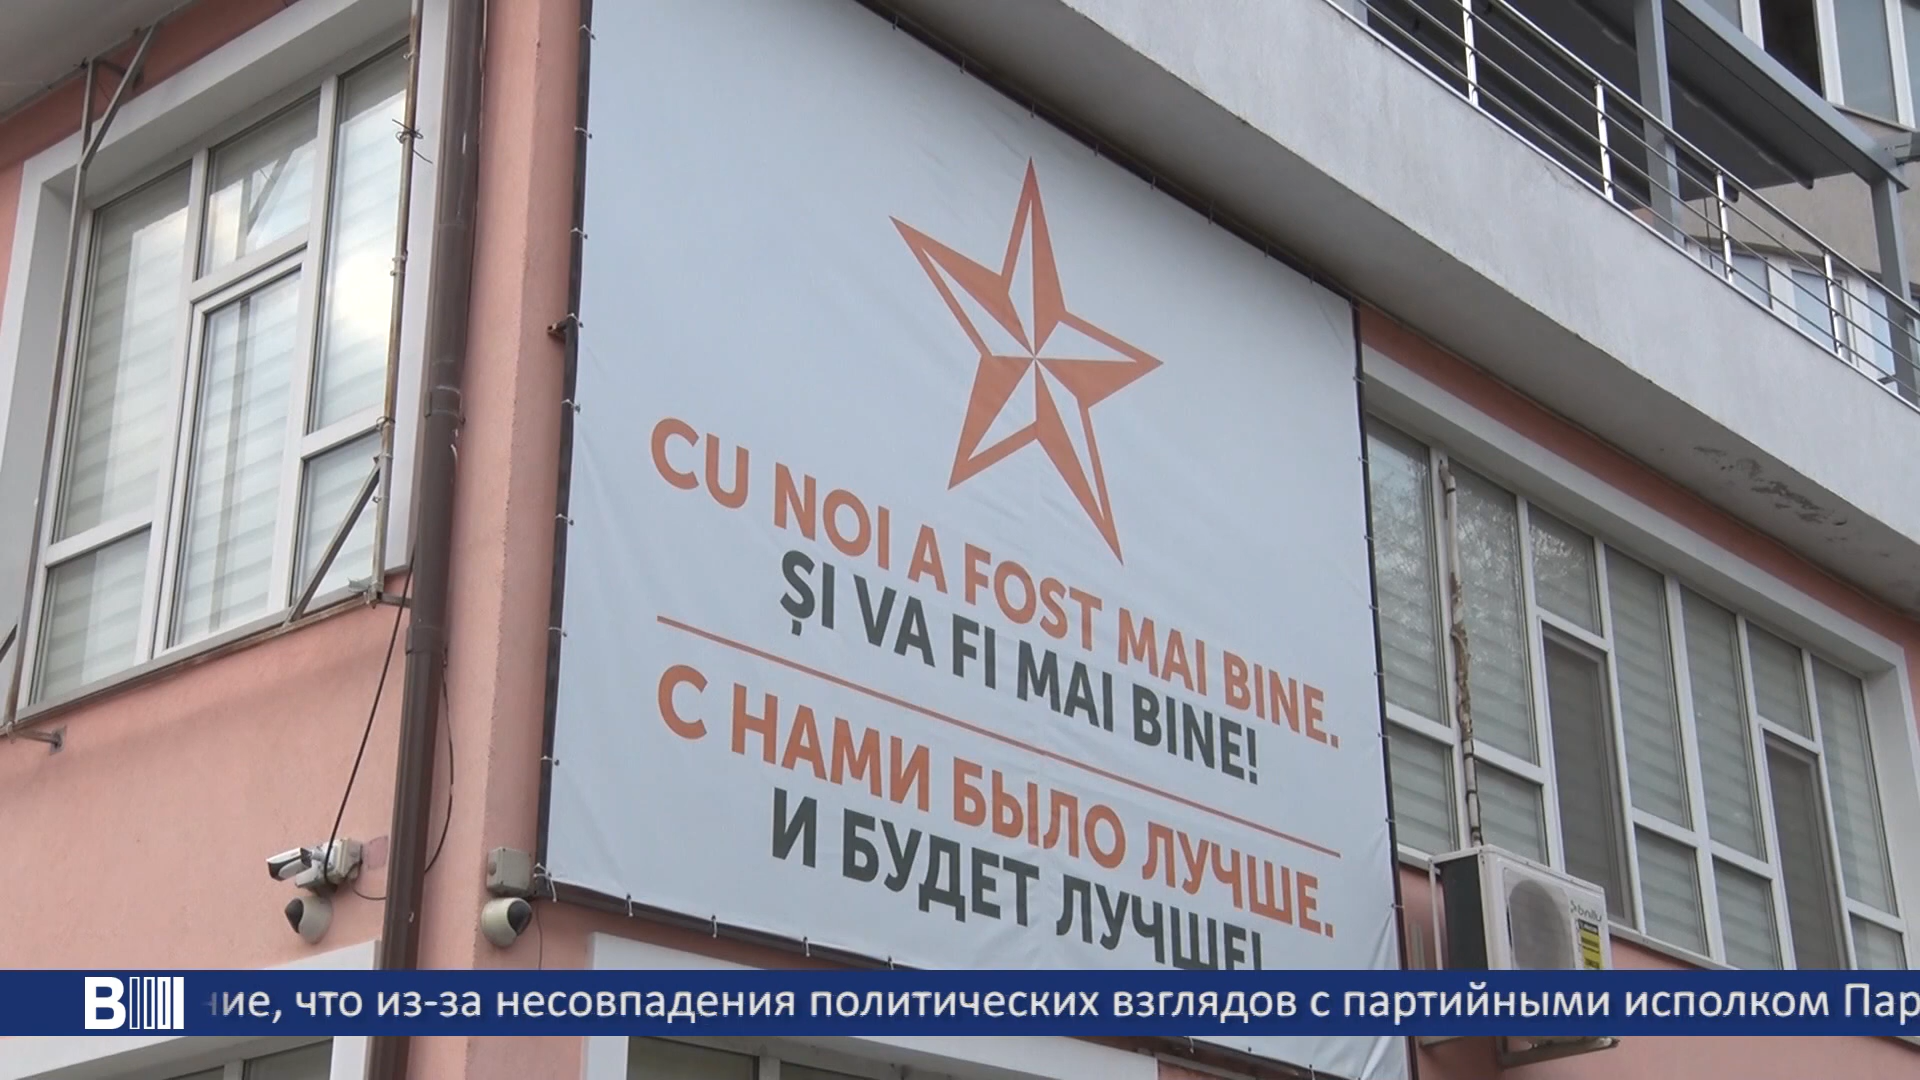 CU NOI A FOST MAI BINE.
ȘI VA FI MAI BINE!
С НАМИ БЫЛО ЛУЧШЕ.
И БУДЕТ ЛУЧШЕ!
ние, что из-за несовпадения политических взглядов с партийными исполком Пар